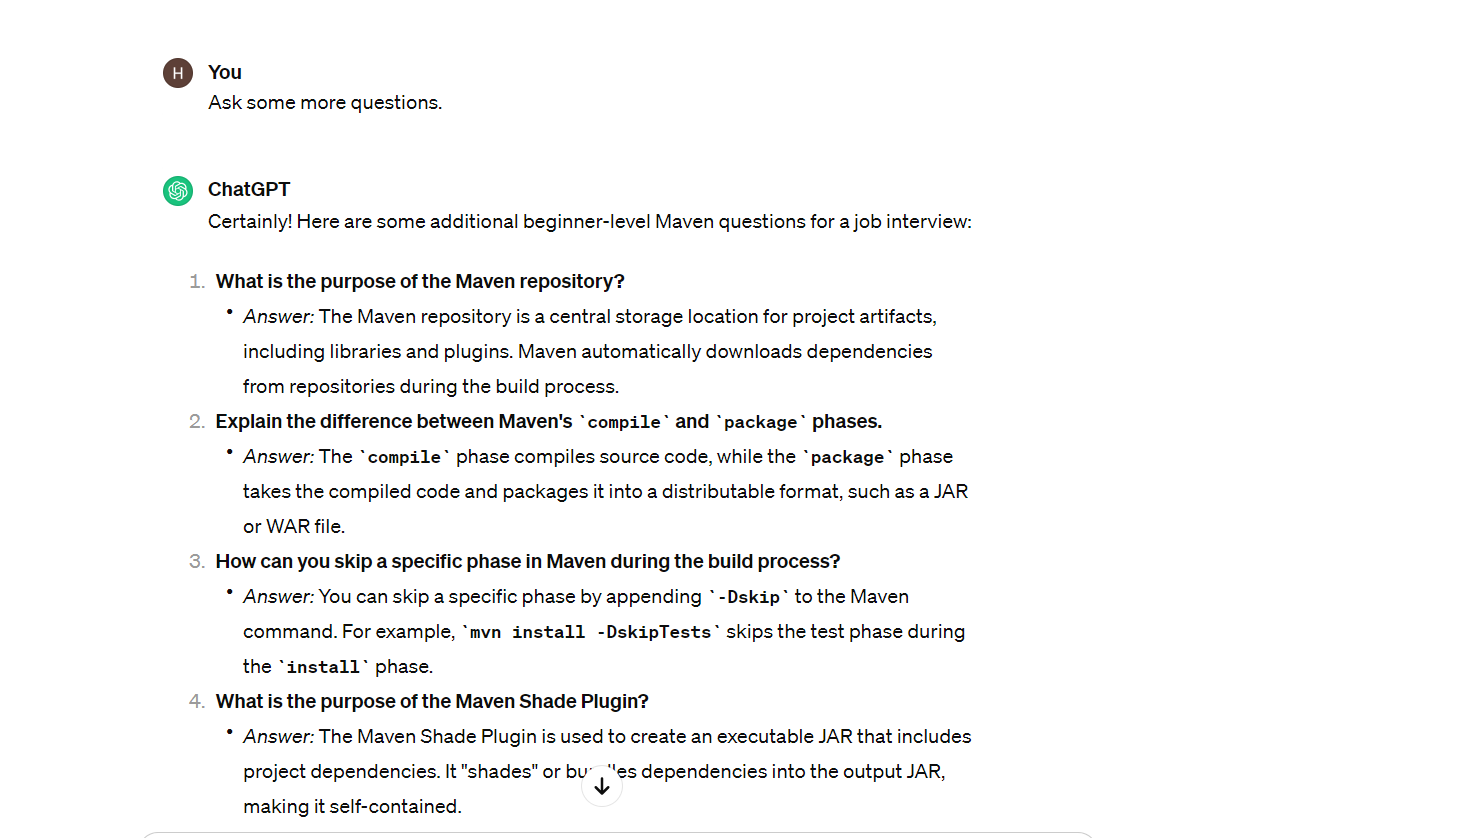 H
You
Ask some more questions.
ChatGPT
Certainly! Here are some additional beginner-level Maven questions for a job interview:
1. What is the purpose of the Maven repository?
• Answer: The Maven repository is a central storage location for project artifacts,
including libraries and plugins. Maven automatically downloads dependencies
from repositories during the build process.
2. Explain the difference between Maven's `compile` and `package` phases.
• Answer: The `compile` phase compiles source code, while the `package` phase
takes the compiled code and packages it into a distributable format, such as a JAR
or WAR file.
3. How can you skip a specific phase in Maven during the build process?
• Answer: You can skip a specific phase by appending `-Dskip` to the Maven
command. For example, `mvn install -DskipTests` skips the test phase during
the `install` phase.
4. What is the purpose of the Maven Shade Plugin?
• Answer: The Maven Shade Plugin is used to create an executable JAR that includes
project dependencies. It "shades" or bundles dependencies into the output JAR,
making it self-contained.